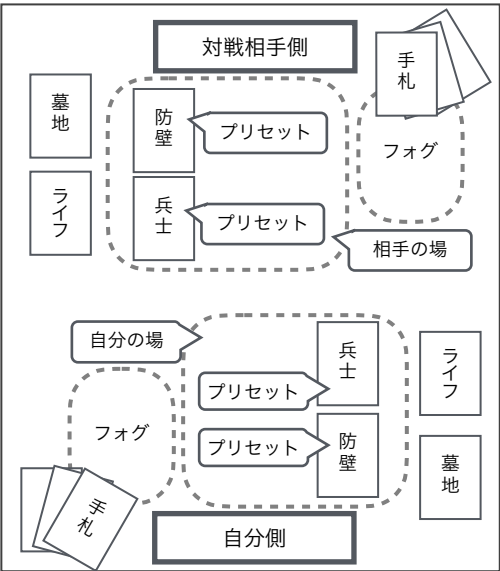 対戦相手側
手札
墓地
防壁
プリセット
フォグ
ライフ
兵士
プリセット
相手の場
自分の場
兵士
ライフ
プリセット
フォグ
プリセット
防壁
墓地
手札
自分側